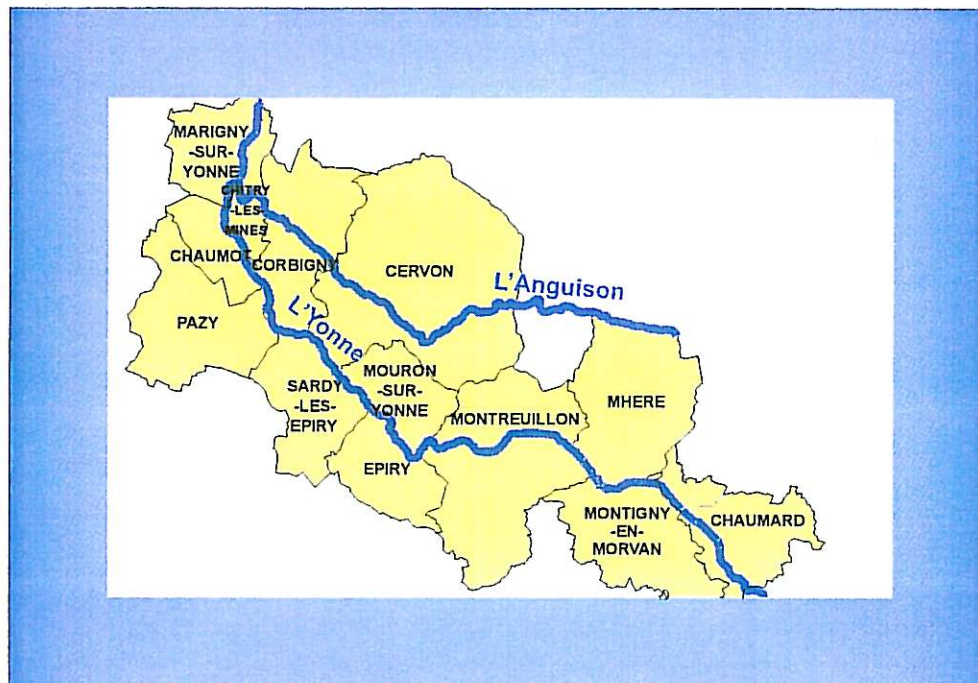 MARIGNY
-SUR-
YONNE
CHITRY
-LES-
MINES
CHAUMOT
CORBIGNY
CERVON
L'Anguison
PAZY
L'Yonne
MOURON
-SUR-
YONNE
SARDY
-LES-
EPIRY
MHERE
MONTREUILLON
EPIRY
MONTIGNY
-EN-
MORVAN
CHAUMARD